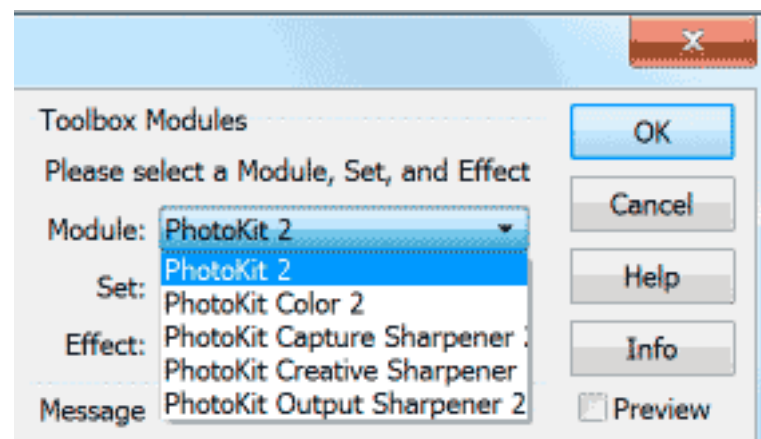 Toolbox Modules
Please select a Module, Set, and Effect
Module: PhotoKit 2
PhotoKit 2
Set:
PhotoKit Color 2
Effect:
PhotoKit Capture Sharpener
PhotoKit Creative Sharpener
Message
PhotoKit Output Sharpener 2
OK
Cancel
Help
Info
Preview